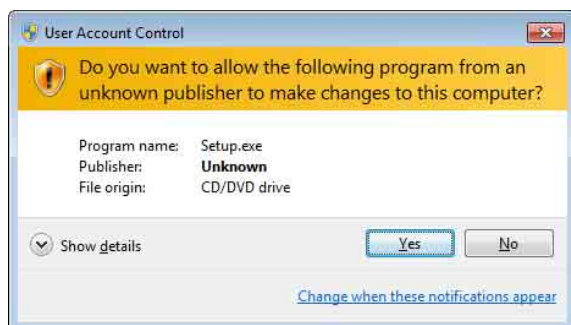 User Account Control
Do you want to allow the following program from an
unknown publisher to make changes to this computer?
Program name: Setup.exe
Publisher: Unknown
File origin: CD/DVD drive
Show details
Yes
No
Change when these notifications appear